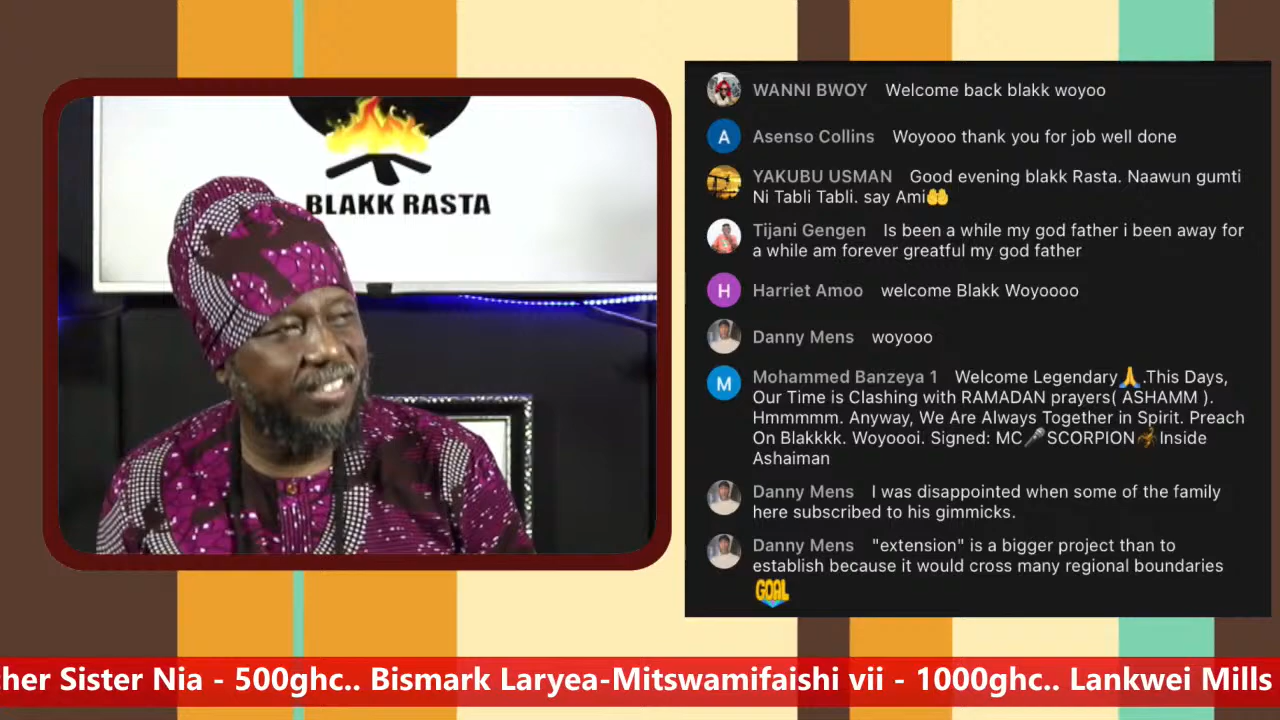 BLAKK RASTA
WANNI BWOY Welcome back blakk woyoo
A Asenso Collins Woyooo thank you for job well done
YAKUBU USMAN Good evening blakk Rasta. Naawun gumti
Ni Tabli Tabli. say Ami🤲
Tijani Gengen Is been a while my god father i been away for
a while am forever greatful my god father
H Harriet Amoo welcome Blakk Woyoooo
Danny Mens woyooo
M Mohammed Banzeya 1 Welcome Legendary🙏.This Days,
Our Time is Clashing with RAMADAN prayers( ASHAMM ).
Hmmmmm. Anyway, We Are Always Together in Spirit. Preach
On Blakkkk. Woyoooi. Signed: MC🎤SCORPION🦂Inside
Ashaiman
Danny Mens I was disappointed when some of the family
here subscribed to his gimmicks.
Danny Mens "extension" is a bigger project than to
establish because it would cross many regional boundaries
GOAL
her Sister Nia - 500ghc.. Bismark Laryea-Mitswamifaishi vii - 1000ghc.. Lankwei Mills